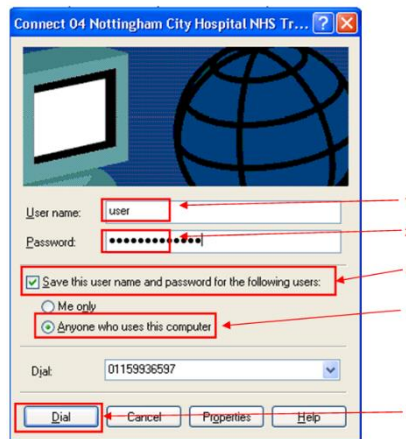 Connect 04 Nottingham City Hospital NHS Tr...
User name: user
Password: ●●●●●●●●●●●●●
Save this user name and password for the following users:
Me only
Anyone who uses this computer
Dial: 01159936597
Dial Cancel Properties Help